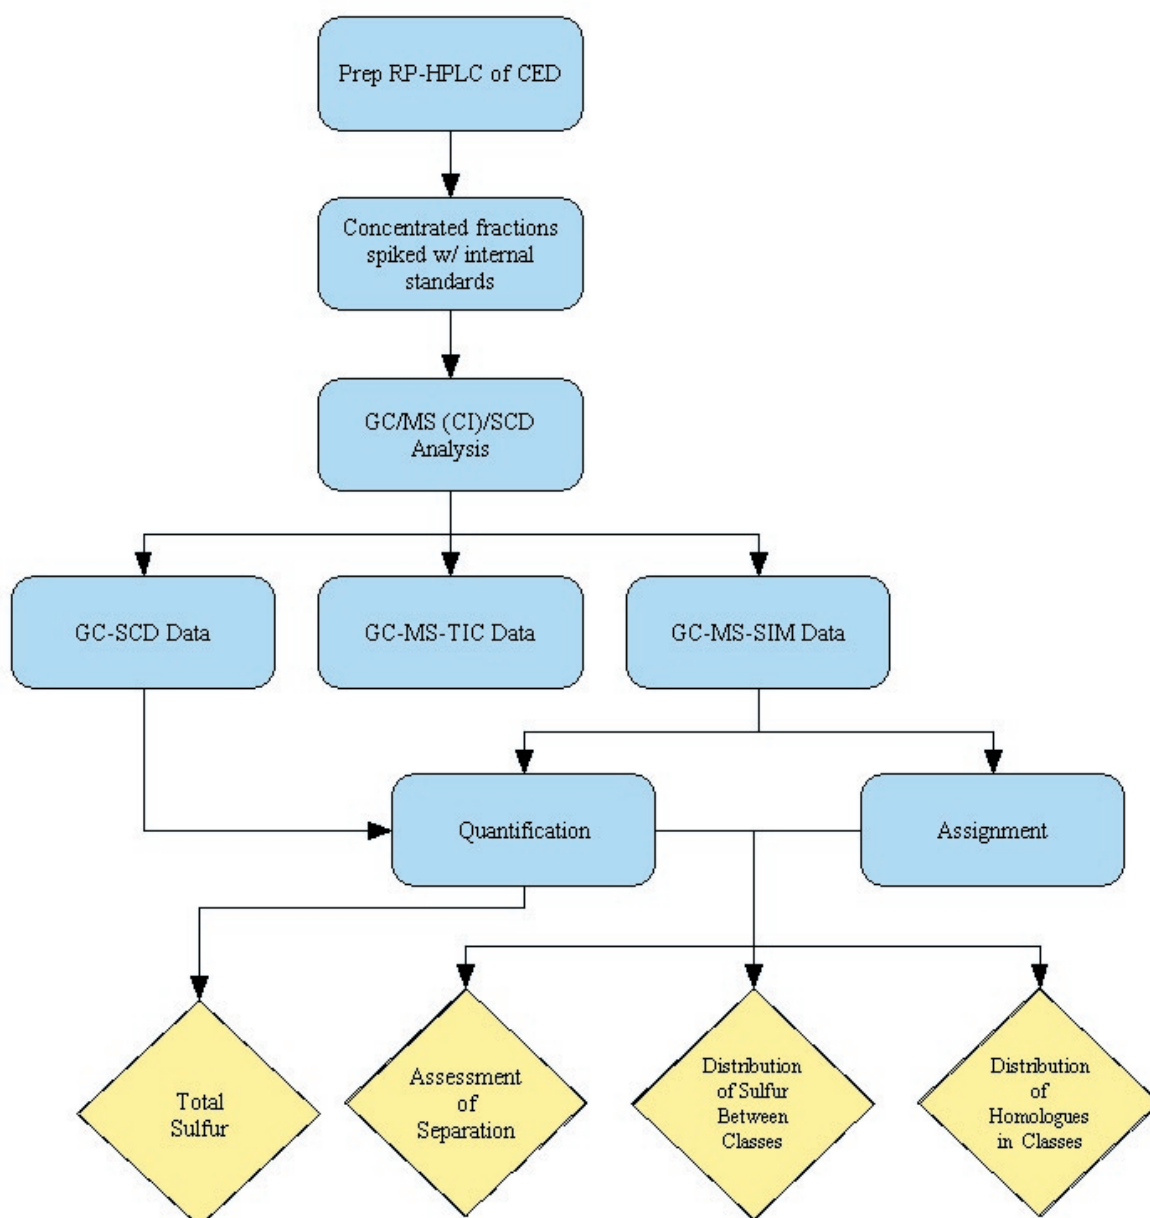 Prep RP-HPLC of CED
Concentrated fractions
spiked w/ internal
standards
GC/MS (CI)/SCD
Analysis
GC-SCD Data
GC-MS-TIC Data
GC-MS-SIM Data
Quantification
Assignment
Total
Sulfur
Assessment
of
Separation
Distribution
of Sulfur
Between
Classes
Distribution
of
Homologues
in Classes